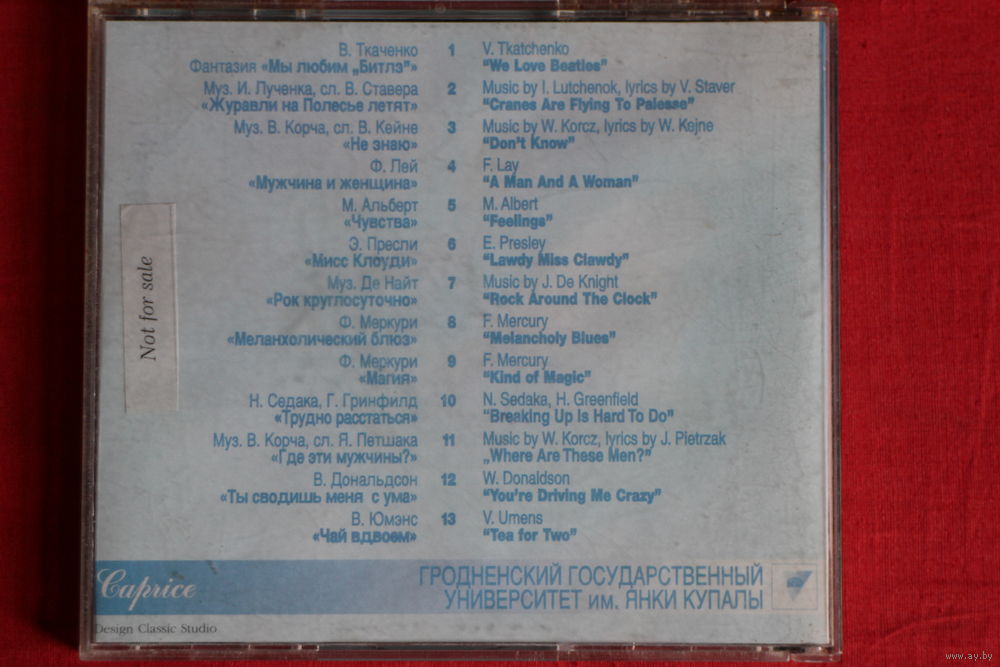 В. Ткаченко 1 V. Tkatchenko
Фантазия «Мы любим „Битлз”» “We Love Beatles”
Муз. И. Лученка, сл. В. Ставера 2 Music by I. Lutchenok, lyrics by V. Staver
«Журавли на Полесье летят» “Cranes Are Flying To Palesse”
Муз. В. Корча, сл. В. Кейне 3 Music by W. Korcz, lyrics by W. Kejne
«Не знаю» “Don't Know”
Ф. Лей 4 F. Lay
«Мужчина и женщина» “A Man And A Woman”
М. Альберт 5 M. Albert
«Чувства» “Feelings”
Э. Пресли 6 E. Presley
«Мисс Клоуди» “Lawdy Miss Clawdy”
Муз. Де Найт 7 Music by J. De Knight
«Рок круглосуточно» “Rock Around The Clock”
Ф. Меркури 8 F. Mercury
«Меланхолический блюз» “Melancholy Blues”
Ф. Меркури 9 F. Mercury
«Магия» “Kind of Magic”
Н. Седака, Г. Гринфилд 10 N. Sedaka, H. Greenfield
«Трудно расстаться» “Breaking Up Is Hard To Do”
Муз. В. Корча, сл. Я. Петшака 11 Music by W. Korcz, lyrics by J. Pietrzak
«Где эти мужчины?» „Where Are These Men?”
В. Дональдсон 12 W. Donaldson
«Ты сводишь меня с ума» “You're Driving Me Crazy”
В. Юмэнс 13 V. Umens
«Чай вдвоем» “Tea for Two”
Not for sale
Caprice
ГРОДНЕНСКИЙ ГОСУДАРСТВЕННЫЙ
УНИВЕРСИТЕТ им. ЯНКИ КУПАЛЫ
Design Classic Studio
www.ay.by